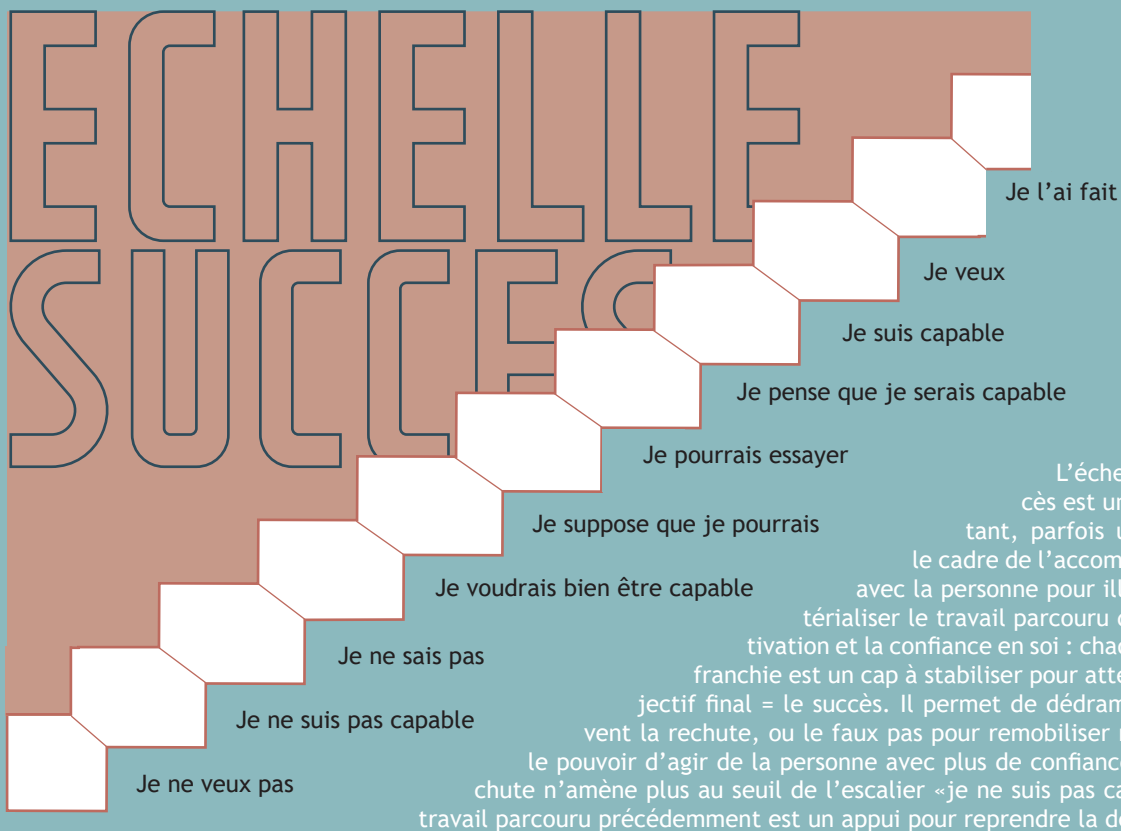 ECHELLE
SUCCES
Je l’ai fait
Je veux
Je suis capable
Je pense que je serais capable
Je pourrais essayer
Je suppose que je pourrais
Je voudrais bien être capable
Je ne sais pas
Je ne suis pas capable
Je ne veux pas
L’éche
cès est un
tant, parfois u
le cadre de l’accom
avec la personne pour ill
térialiser le travail parcouru
tivation et la confiance en soi : chac
franchie est un cap à stabiliser pour atte
jectif final = le succès. Il permet de dédram
vent la rechute, ou le faux pas pour remobiliser
le pouvoir d’agir de la personne avec plus de confiance
chute n’amène plus au seuil de l’escalier «je ne suis pas ca
travail parcouru précédemment est un appui pour reprendre la